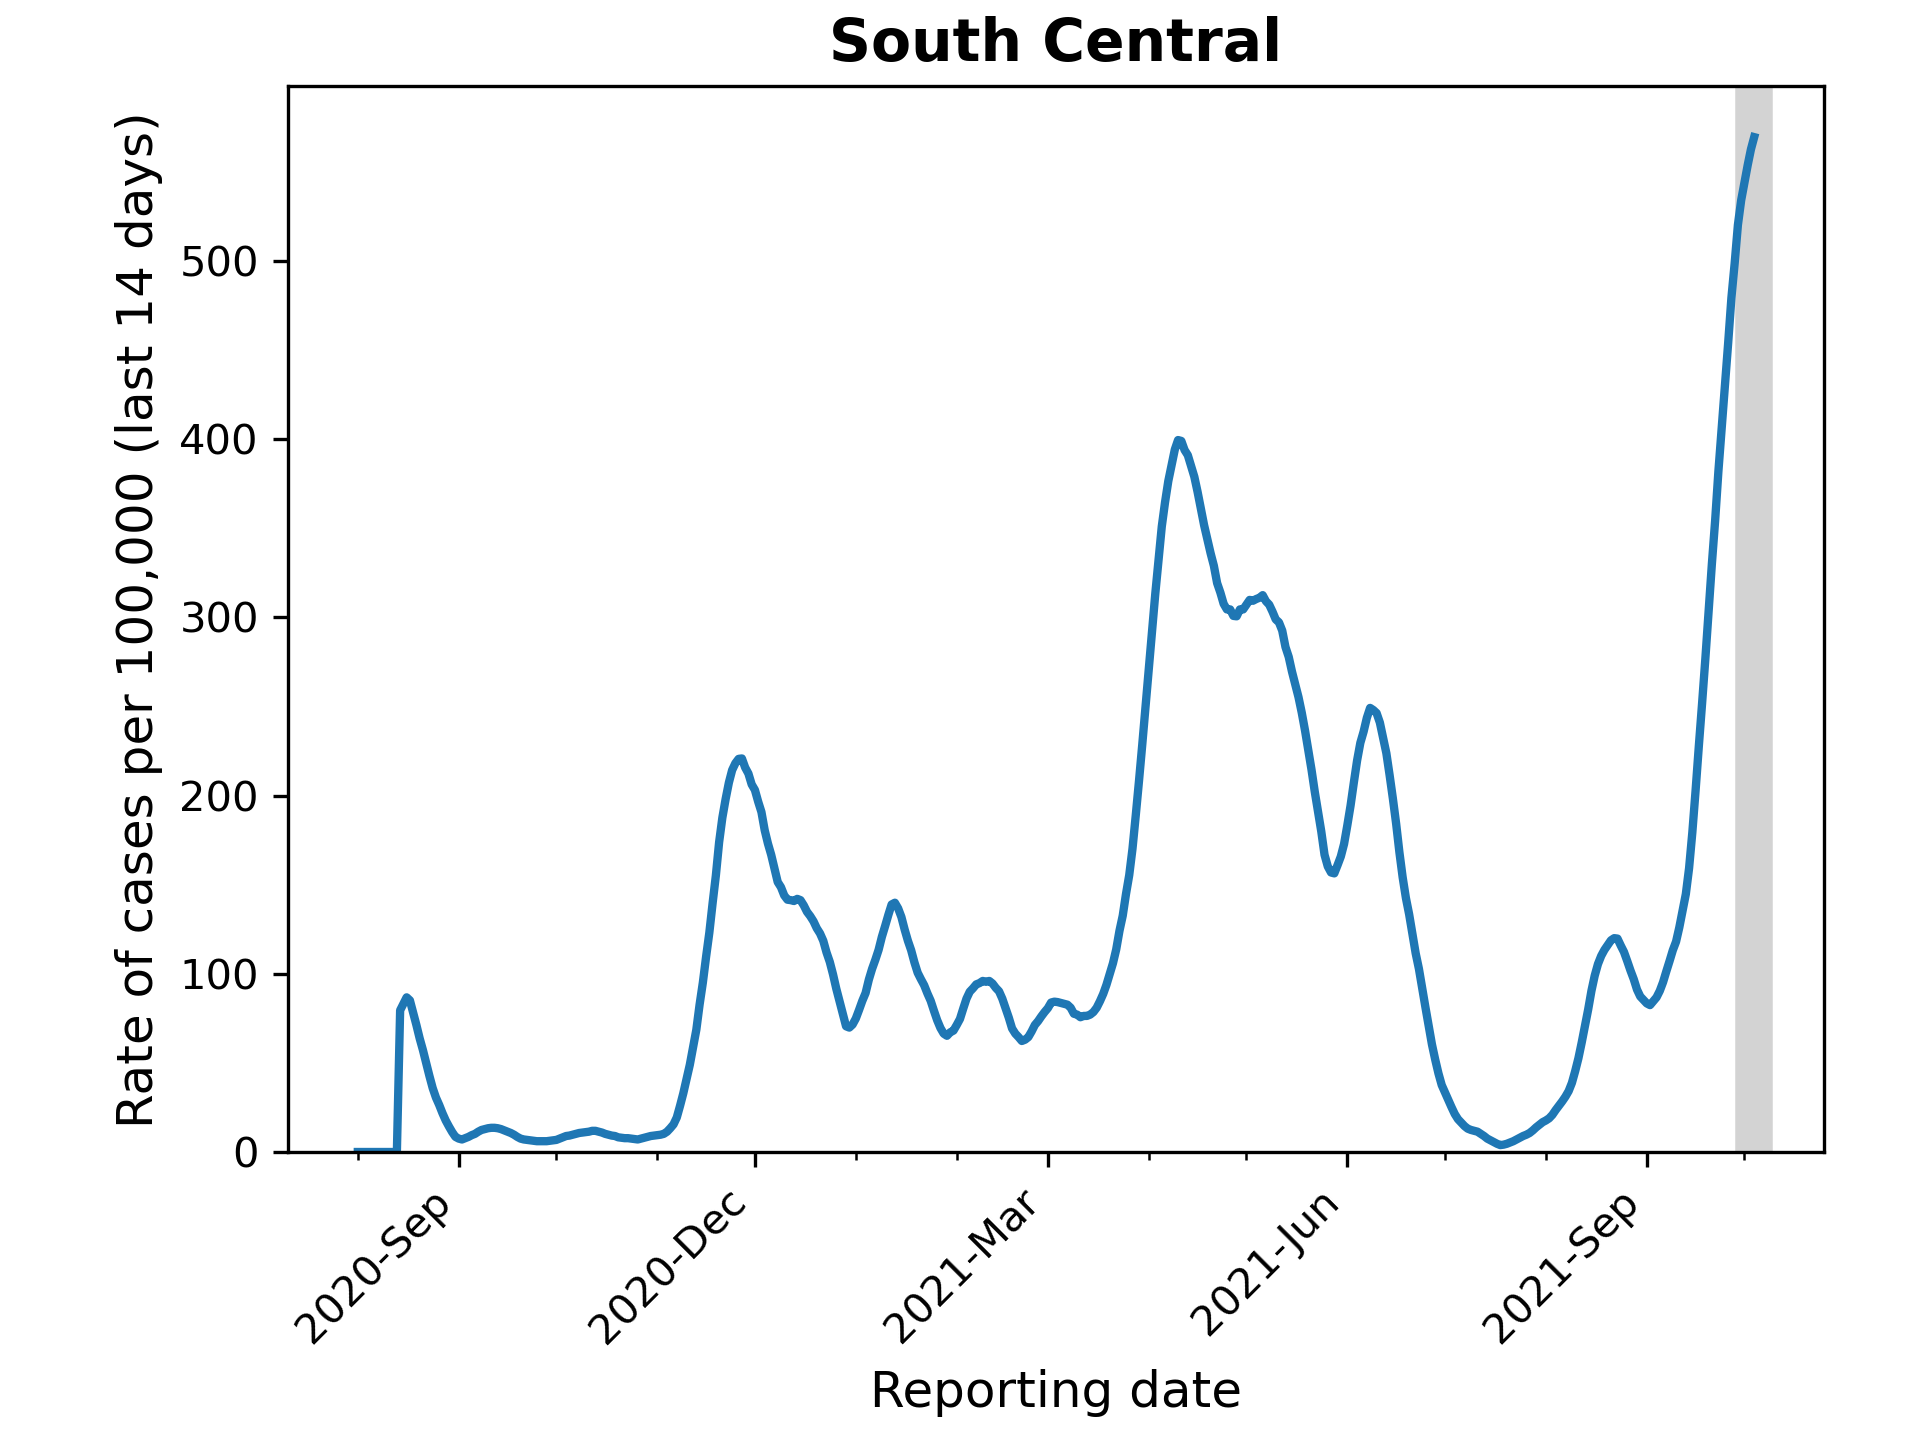 South Central
Rate of cases per 100,000 (last 14 days)
500
400
300
200
100
0
2020-Sep
2020-Dec
2021-Mar
2021-Jun
2021-Sep
Reporting date